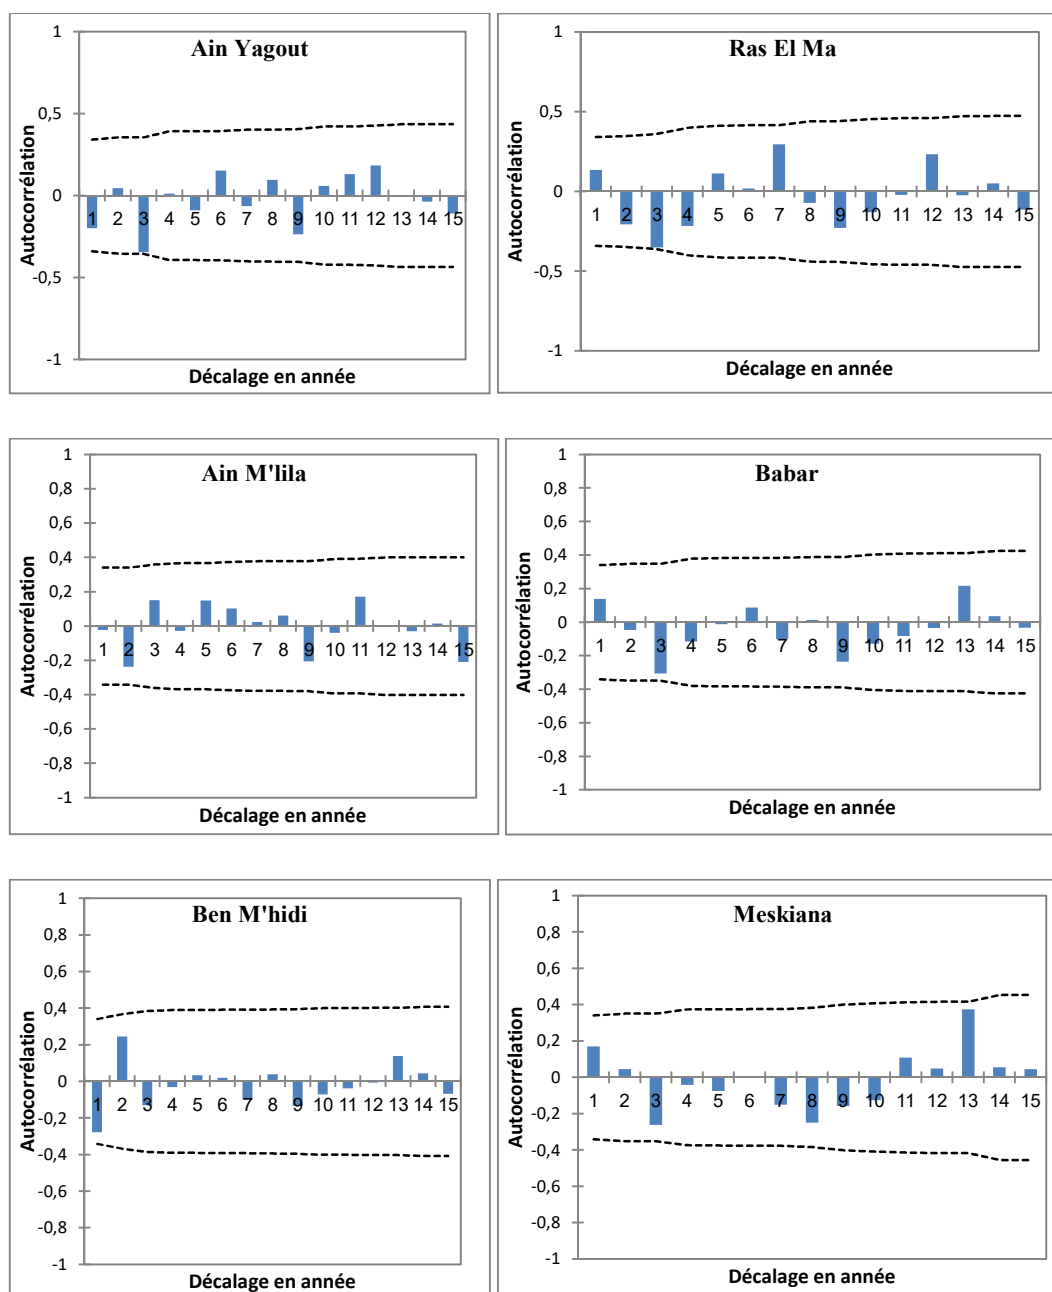 Ain Yagout
Autocorrélation
1
0,5
0
-0,5
-1
1 2 3 4 5 6 7 8 9 10 11 12 13 14 15
Décalage en année
Ras El Ma
Autocorrélation
1
0,5
0
-0,5
-1
1 2 3 4 5 6 7 8 9 10 11 12 13 14 15
Décalage en année
Ain M'lila
Autocorrélation
1
0,8
0,6
0,4
0,2
0
-0,2
-0,4
-0,6
-0,8
-1
1 2 3 4 5 6 7 8 9 10 11 12 13 14 15
Décalage en année
Babar
Autocorrélation
1
0,8
0,6
0,4
0,2
0
-0,2
-0,4
-0,6
-0,8
-1
1 2 3 4 5 6 7 8 9 10 11 12 13 14 15
Décalage en année
Ben M'hidi
Autocorrélation
1
0,8
0,6
0,4
0,2
0
-0,2
-0,4
-0,6
-0,8
-1
1 2 3 4 5 6 7 8 9 10 11 12 13 14 15
Décalage en année
Meskiana
Autocorrélation
1
0,8
0,6
0,4
0,2
0
-0,2
-0,4
-0,6
-0,8
-1
1 2 3 4 5 6 7 8 9 10 11 12 13 14 15
Décalage en année